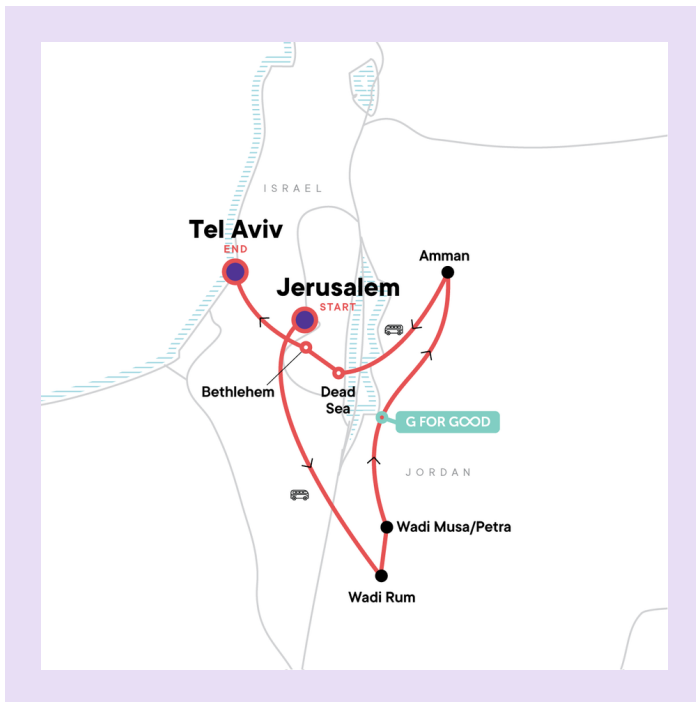 ISRAEL
Tel Aviv
END
Amman
Jerusalem
START
Bethlehem
Dead
Sea
G FOR GOOD
JORDAN
Wadi Musa/Petra
Wadi Rum